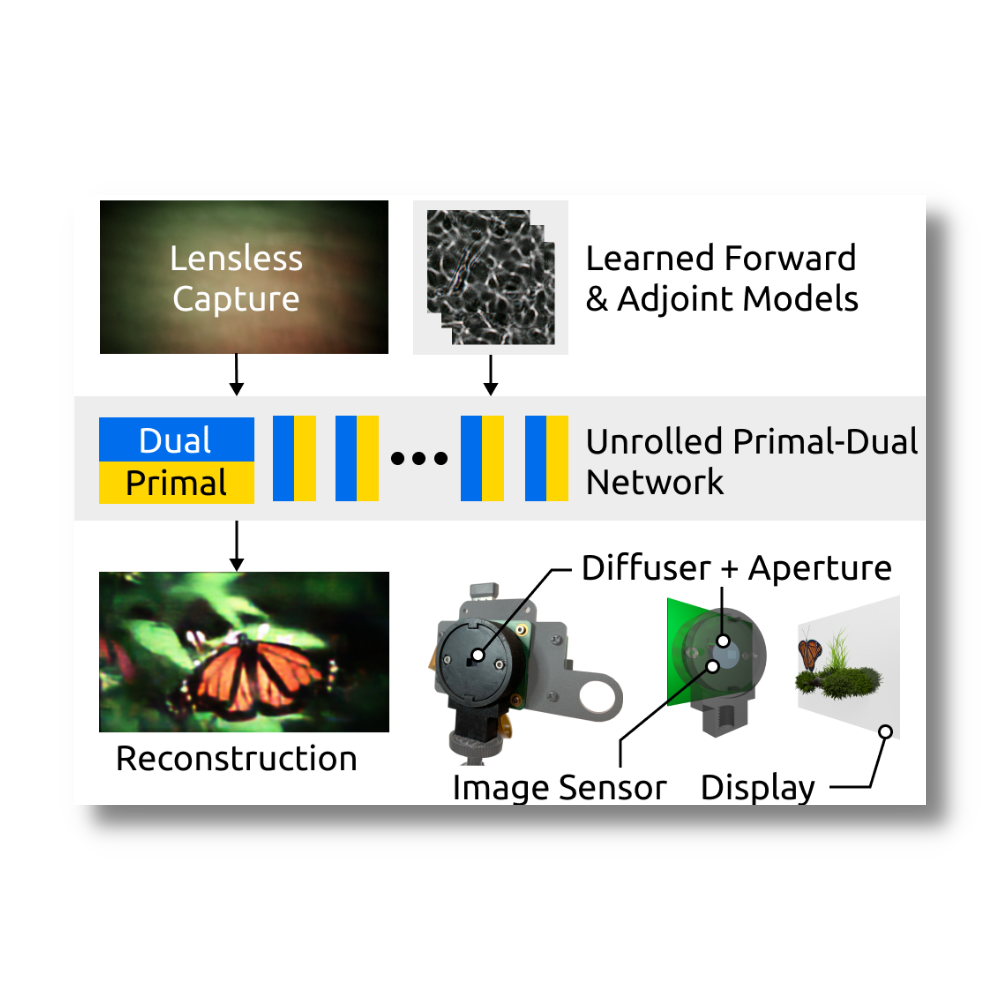 Lensless
Capture
Learned Forward
& Adjoint Models
Dual
Primal
Unrolled Primal-Dual
Network
Diffuser + Aperture
Reconstruction
Image Sensor
Display